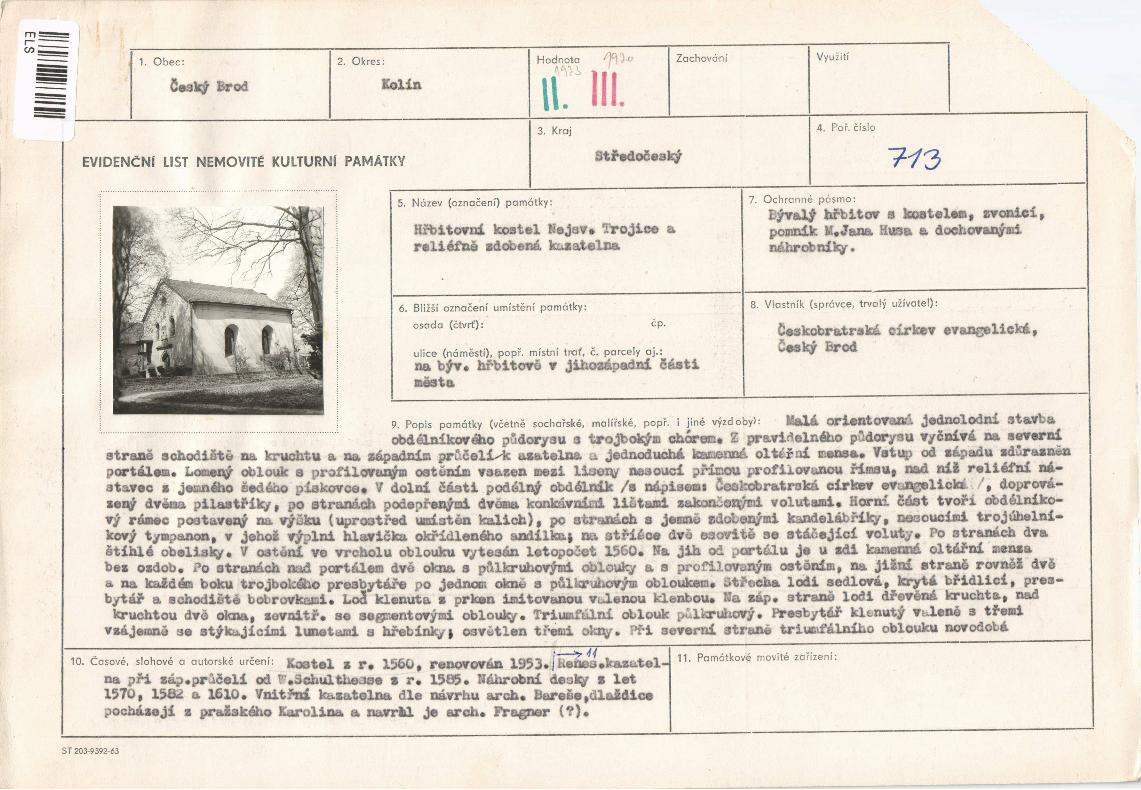 ELS
1. Obec:
Český Brod
2. Okres:
Kolín
Hodnota
1973 1970
II. III.
Zachování
Využití
EVIDENČNÍ LIST NEMOVITÉ KULTURNÍ PAMÁTKY
3. Kraj
Středočeský
4. Poř. číslo
713
5. Název (označení) památky:
Hřbitovní kostel Nejsv. Trojice a
reliéfně zdobená kazatelna
7. Ochranné pásmo:
Bývalý hřbitov s kostelem, zvonicí,
pomník M.Jana Husa a dochovanými
náhrobníky.
6. Bližší označení umístění památky:
osada (čtvrť): čp.
ulice (náměstí), popř. místní trať, č. parcely aj.:
na býv. hřbitově v jihozápadní části
města
8. Vlastník (správce, trvalý uživatel):
Českobratrská církev evangelická,
Český Brod
9. Popis památky (včetně sochařské, malířské, popř. i jiné výzdoby): Malá orientovaná jednolodní stavba
obdélníkového půdorysu s trojbokým chórem. Z pravidelného půdorysu vyčnívá na severní
straně schodiště na kruchtu a na západním průčelí k azatelna a jednoduchá kamenná oltářní mensa. Vstup od západu zdůrazněn
portálem. Lomený oblouk s profilovaným ostěním vsazen mezi liseny nesoucí přímou profilovanou římsu, nad níž reliéfní ná-
stavec z jemného šedého pískovce. V dolní části podélný obdélník /s nápisem: Českobratrská církev evangelická /, doprová-
zený dvěma pilastříky, po stranách podepřenými dvěma konkávními lištami zakončenými volutami. Horní část tvoří obdélníko-
vý rámec postavený na výšku (uprostřed umístěn kalich), po stranách s jemně zdobenými kandelábříky, nesoucími trojúhelní-
kový tympanon, v jehož výplni hlavička okřídleného andílka; na stříšce dvě esovitě se stáčející voluty. Po stranách dva
štíhlé obelisky. V ostění ve vrcholu oblouku vytesán letopočet 1560. Na jih od portálu je u zdi kamenná oltářní menza
bez ozdob. Po stranách nad portálem dvě okna s půlkruhovými oblouky a s profilovaným ostěním, na jižní straně rovněž dvě
a na každém boku trojbokého presbytáře po jednom okně s půlkruhovým obloukem. Střecha lodi sedlová, krytá břidlicí, pres-
bytář a schodiště bobrovkami. Loď klenuta z prken imitovanou valenou klenbou. Na záp. straně lodi dřevěná kruchta, nad
kruchtou dvě okna, zevnitř. se segmentovými oblouky. Triumfální oblouk půlkruhový. Presbytář klenutý valeně s třemi
vzájemně se stýkajícími lunetami s hřebínky; osvětlen třemi okny. Při severní straně triumfálního oblouku novodobá
10. Časové, slohové a autorské určení: Kostel z r. 1560, renovován 1953. Renes.kazatel-
11
na při záp.průčelí od W.Schulthesse z r. 1585. Náhrobní desky z let
1570, 1582 a 1610. Vnitřní kazatelna dle návrhu arch. Bareše,dlaždice
pocházejí z pražského Karolina a navrhl je arch. Fragner (?).
11. Památkové movité zařízení:
ST 203-9392-63